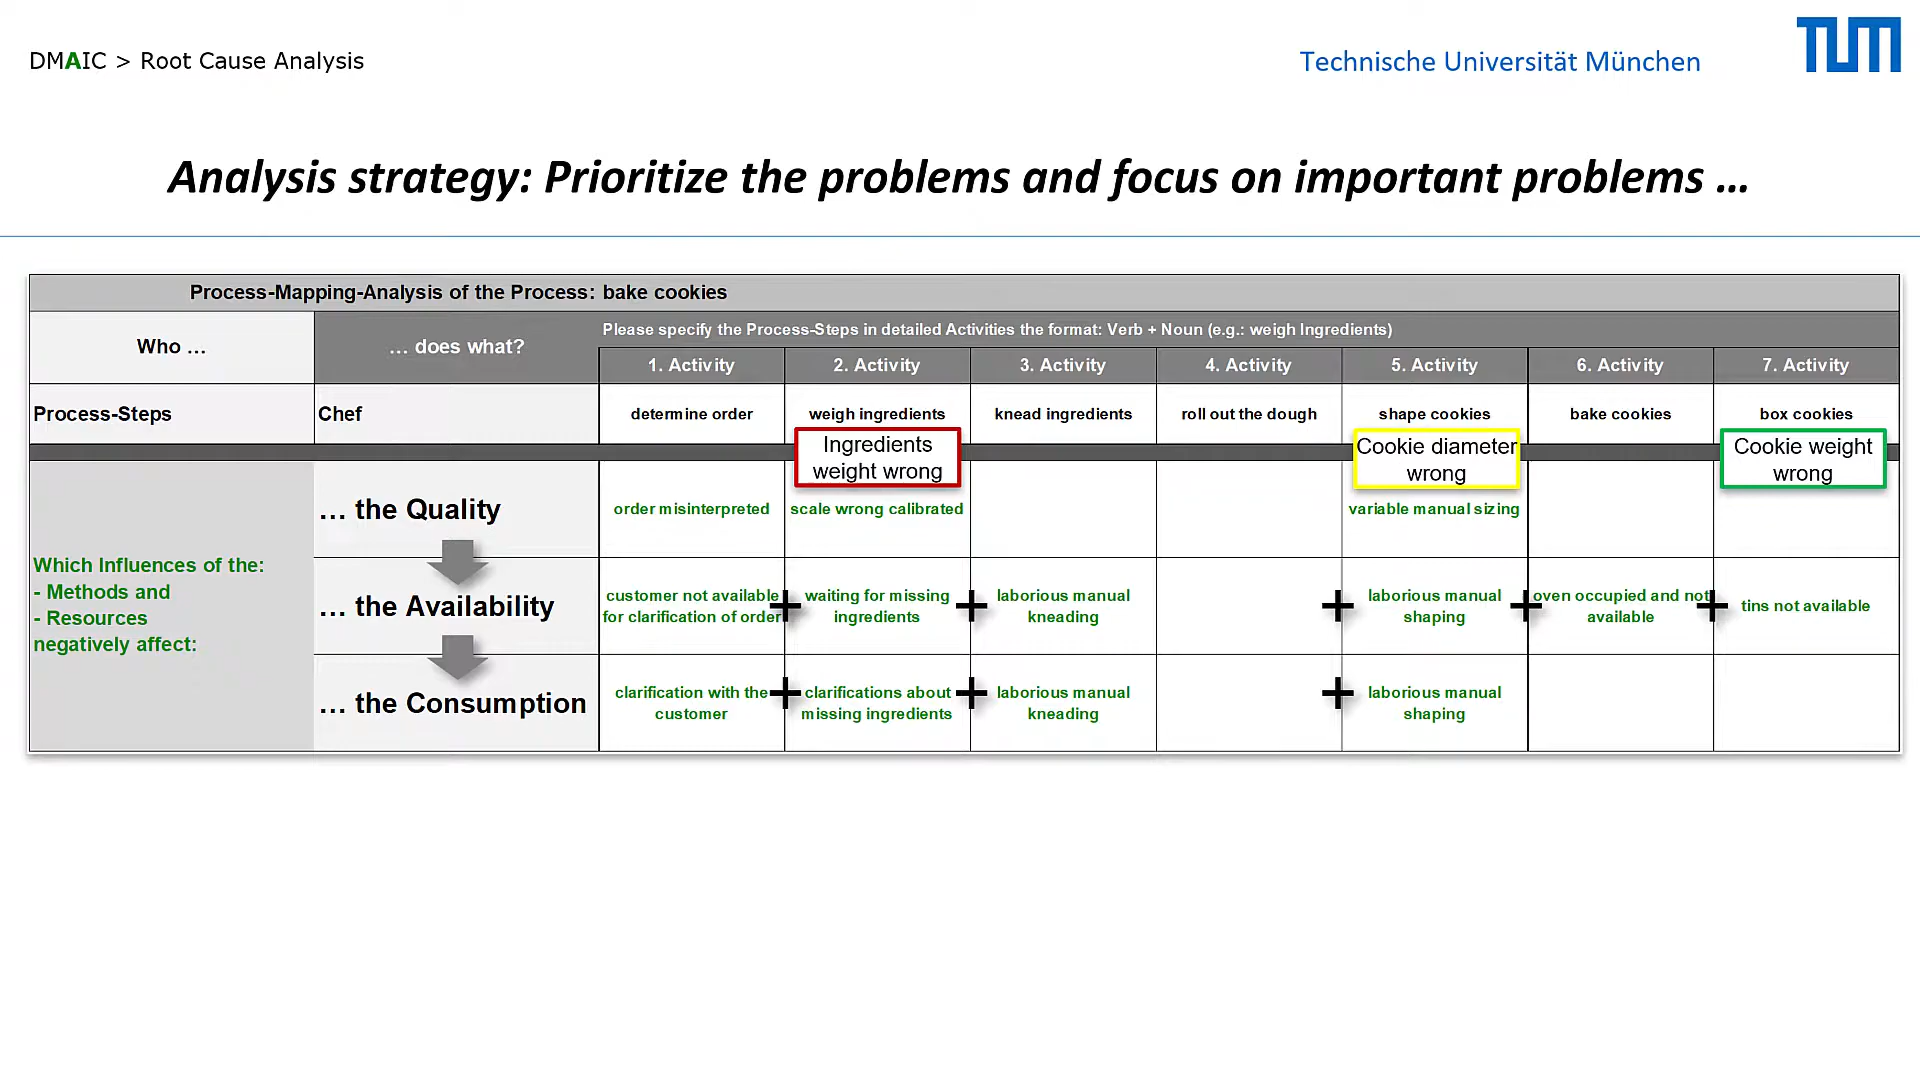 DMAIC > Root Cause Analysis
Technische Universität München
TUM
Analysis strategy: Prioritize the problems and focus on important problems ...
Process-Mapping-Analysis of the Process: bake cookies
Who ...
... does what?
Please specify the Process-Steps in detailed Activities the format: Verb + Noun (e.g.: weigh Ingredients)
1. Activity
2. Activity
3. Activity
4. Activity
5. Activity
6. Activity
7. Activity
Process-Steps
Chef
determine order
weigh ingredients
knead ingredients
roll out the dough
shape cookies
bake cookies
box cookies
Ingredients
weight wrong
Cookie diameter
wrong
Cookie weight
wrong
Which Influences of the:
- Methods and
- Resources
negatively affect:
... the Quality
order misinterpreted
scale wrong calibrated
variable manual sizing
... the Availability
customer not available
for clarification of order
+
waiting for missing
ingredients
+
laborious manual
kneading
+
laborious manual
shaping
+
oven occupied and not
available
+
tins not available
... the Consumption
clarification with the
customer
+
clarifications about
missing ingredients
+
laborious manual
kneading
+
laborious manual
shaping